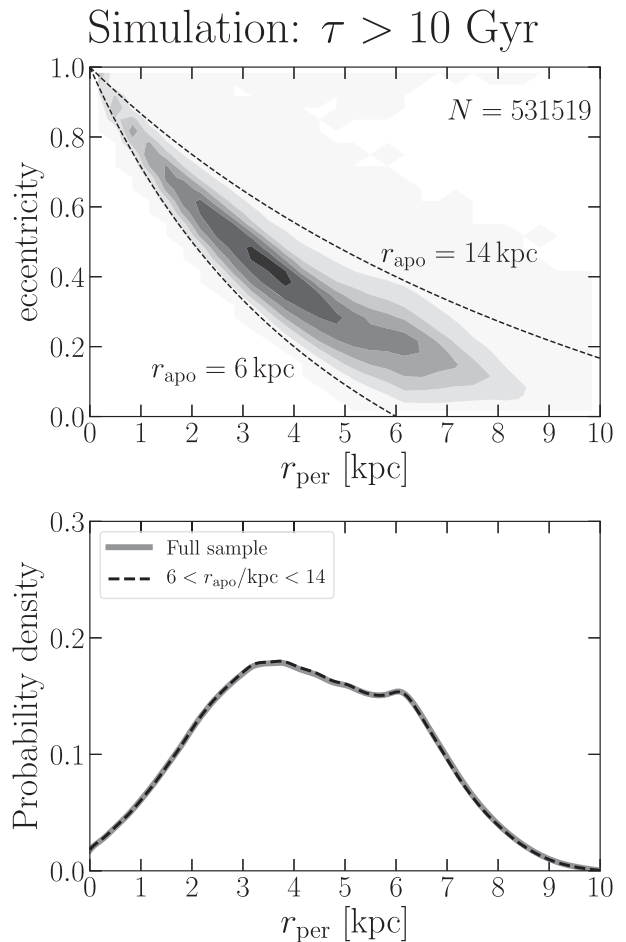 Simulation: τ > 10 Gyr
1.0
0.8
0.6
0.4
0.2
0.0
eccentricity
N = 531519
r_apo = 14 kpc
r_apo = 6 kpc
0 1 2 3 4 5 6 7 8 9 10
r_per [kpc]
0.3
0.2
0.1
0.0
Probability density
Full sample
6 < r_apo/kpc < 14
0 1 2 3 4 5 6 7 8 9 10
r_per [kpc]